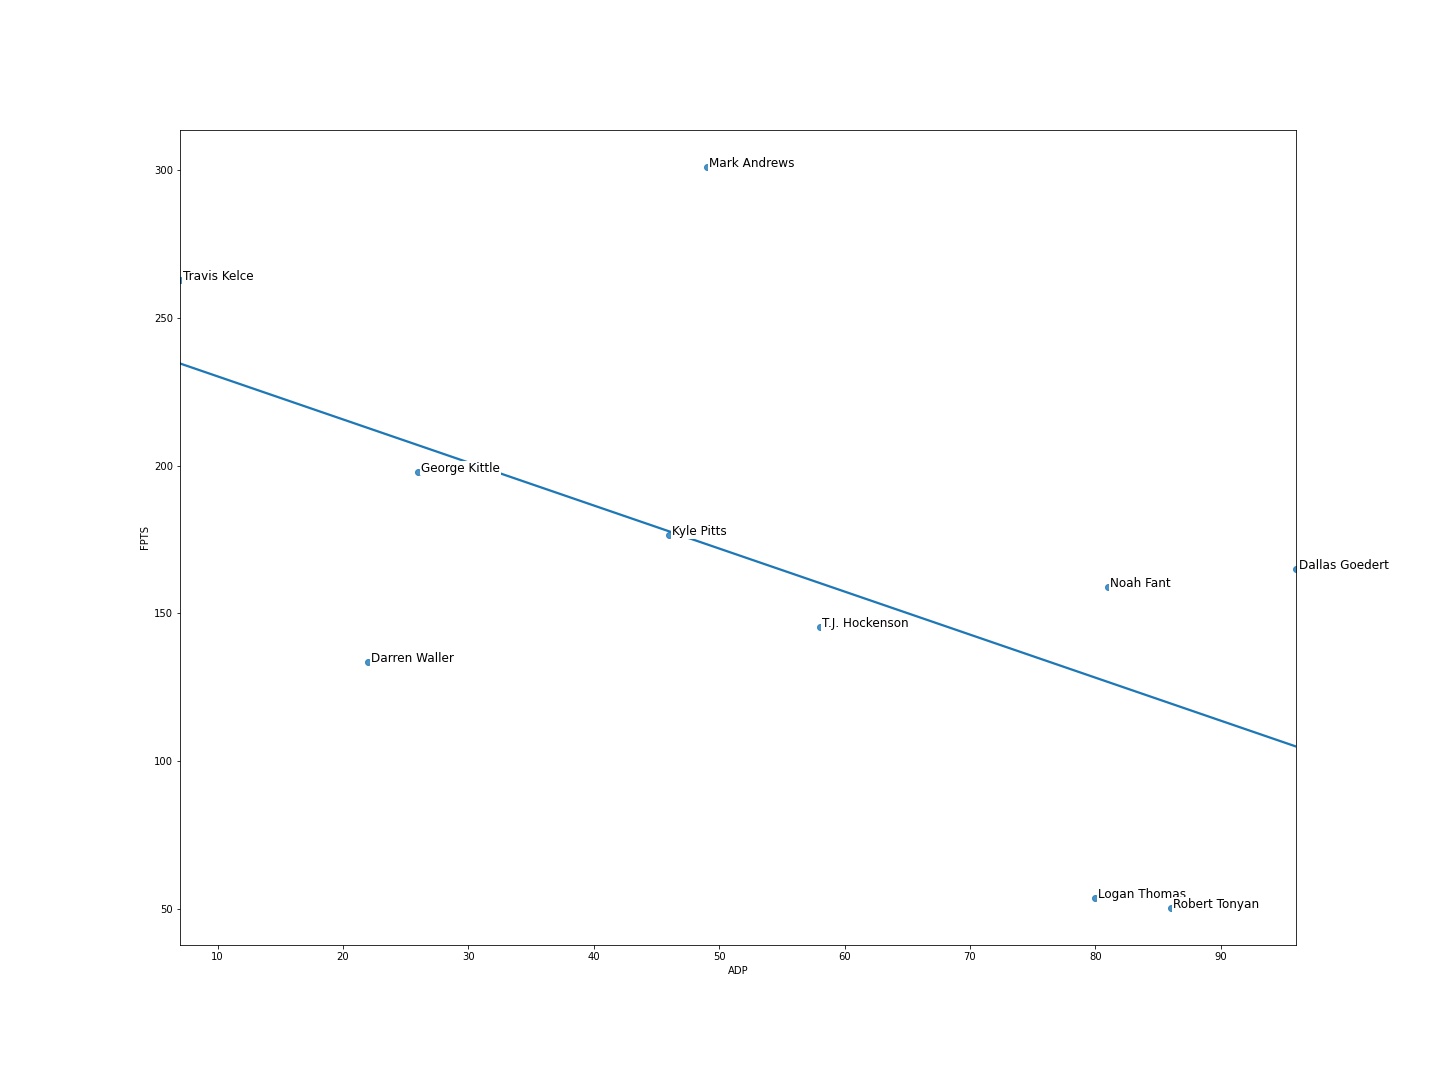 Mark Andrews
300
Travis Kelce
250
200
George Kittle
Kyle Pitts
FPTS
Dallas Goedert
Noah Fant
150
T.J. Hockenson
Darren Waller
100
Logan Thomas
Robert Tonyan
50
10 20 30 40 50 60 70 80 90
ADP